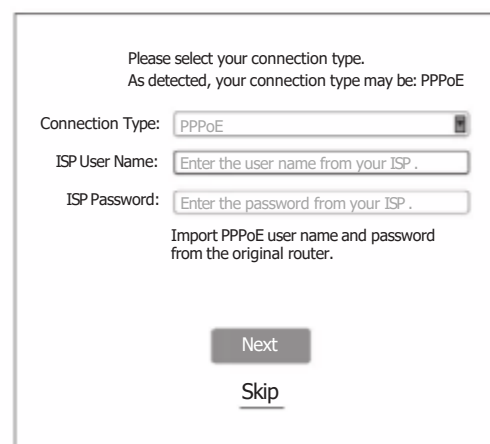 Please select your connection type.
As detected, your connection type may be: PPPoE
Connection Type: PPPoE
ISP User Name: Enter the user name from your ISP .
ISP Password: Enter the password from your ISP .
Import PPPoE user name and password
from the original router.
Next
Skip